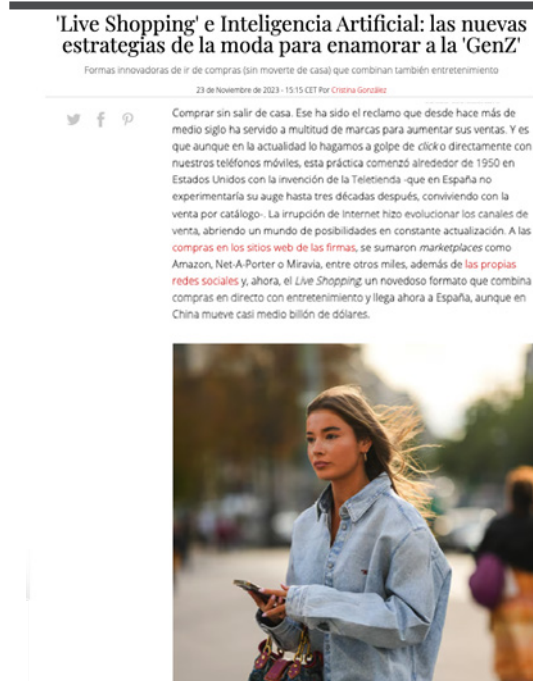 'Live Shopping' e Inteligencia Artificial: las nuevas
estrategias de la moda para enamorar a la 'GenZ'
Formas innovadoras de ir de compras (sin moverte de casa) que combinan también entretenimiento
23 de Noviembre de 2023 - 15:15 CET Por Cristina González
Comprar sin salir de casa. Ese ha sido el reclamo que desde hace más de
medio siglo ha servido a multitud de marcas para aumentar sus ventas. Y es
que aunque en la actualidad lo hagamos a golpe de click o directamente con
nuestros teléfonos móviles, esta práctica comenzó alrededor de 1950 en
Estados Unidos con la invención de la Teletienda -que en España no
experimentaría su auge hasta tres décadas después, conviviendo con la
venta por catálogo-. La irrupción de Internet hizo evolucionar los canales de
venta, abriendo un mundo de posibilidades en constante actualización. A las
compras en los sitios web de las firmas, se sumaron marketplaces como
Amazon, Net-A-Porter o Miravia, entre otros miles, además de las propias
redes sociales y, ahora, el Live Shopping, un novedoso formato que combina
compras en directo con entretenimiento y llega ahora a España, aunque en
China mueve casi medio billón de dólares.